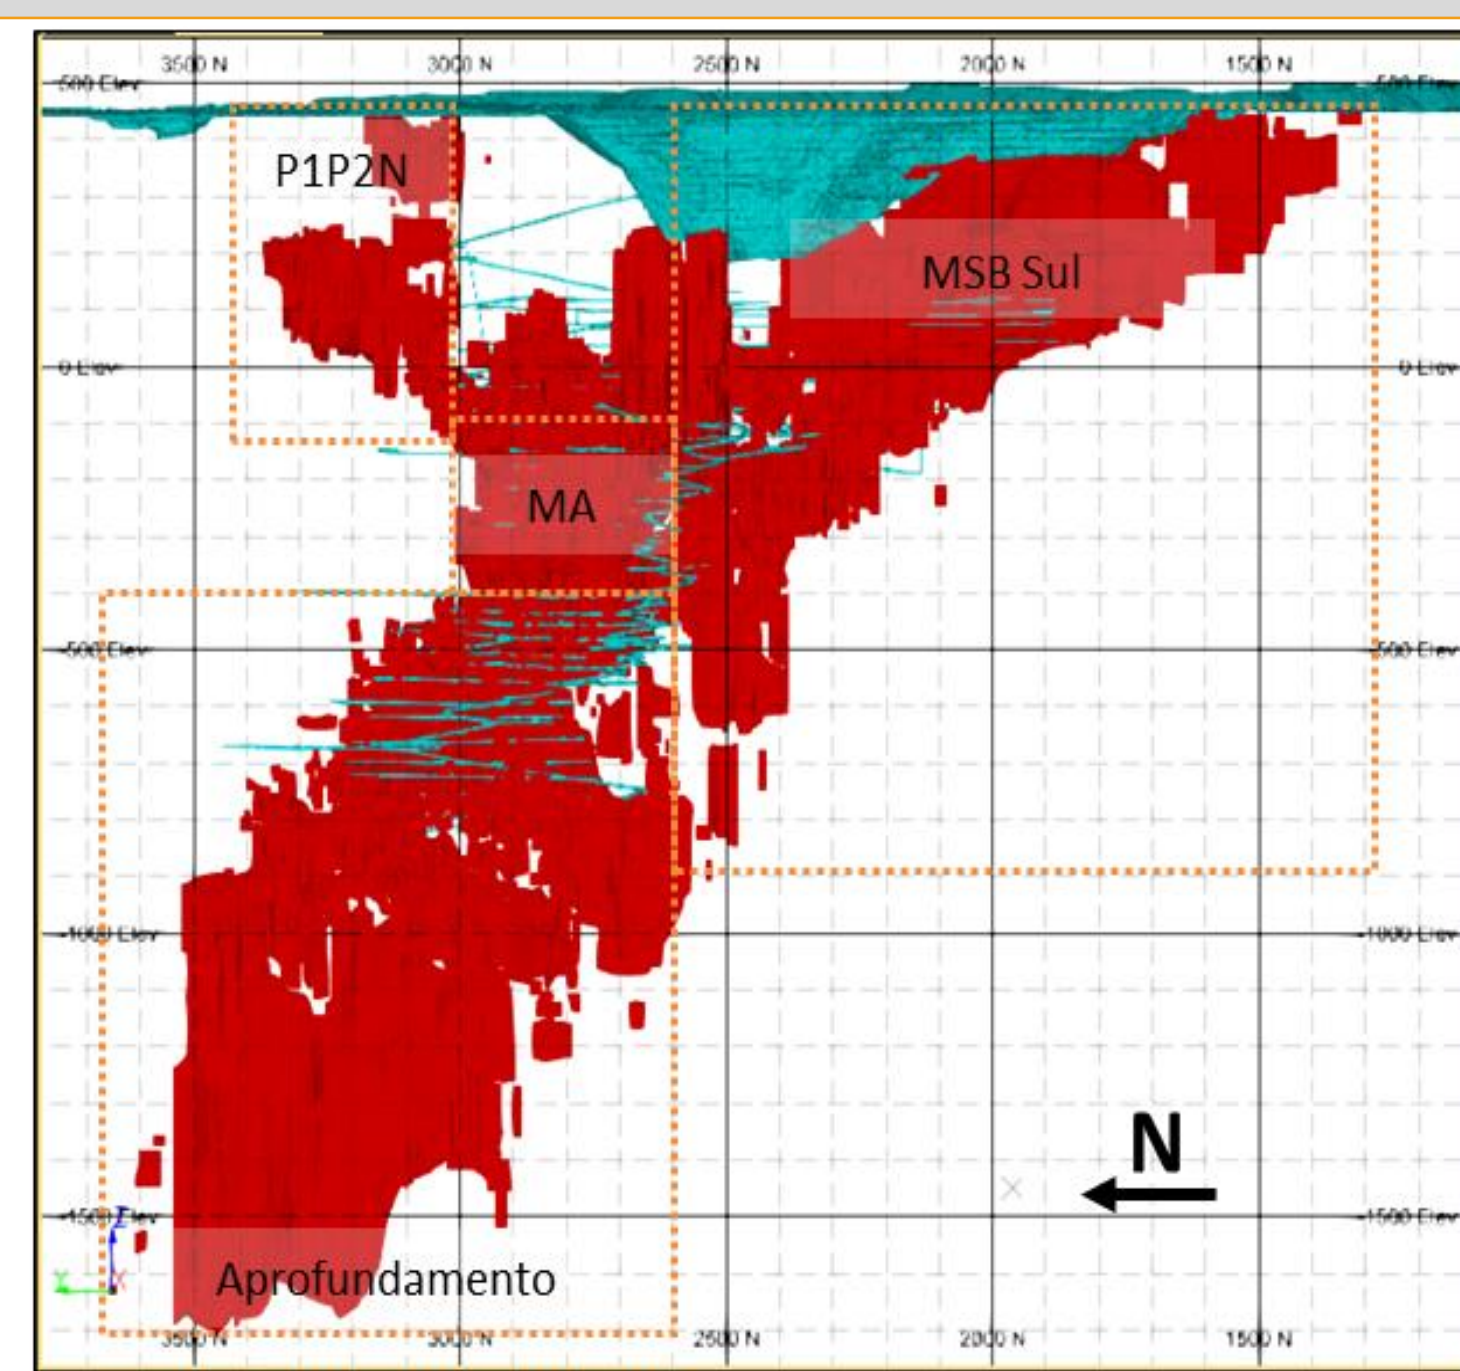 3500 N 3000 N 2500 N 2000 N 1500 N
500 Elev 500 Elev
P1P2N
MSB Sul
0 Elev 0 Elev
MA
-500 Elev -500 Elev
-1000 Elev -1000 Elev
N
-1500 Elev -1500 Elev
Z
Y X
Aprofundamento
3500 N 3000 N 2500 N 2000 N 1500 N